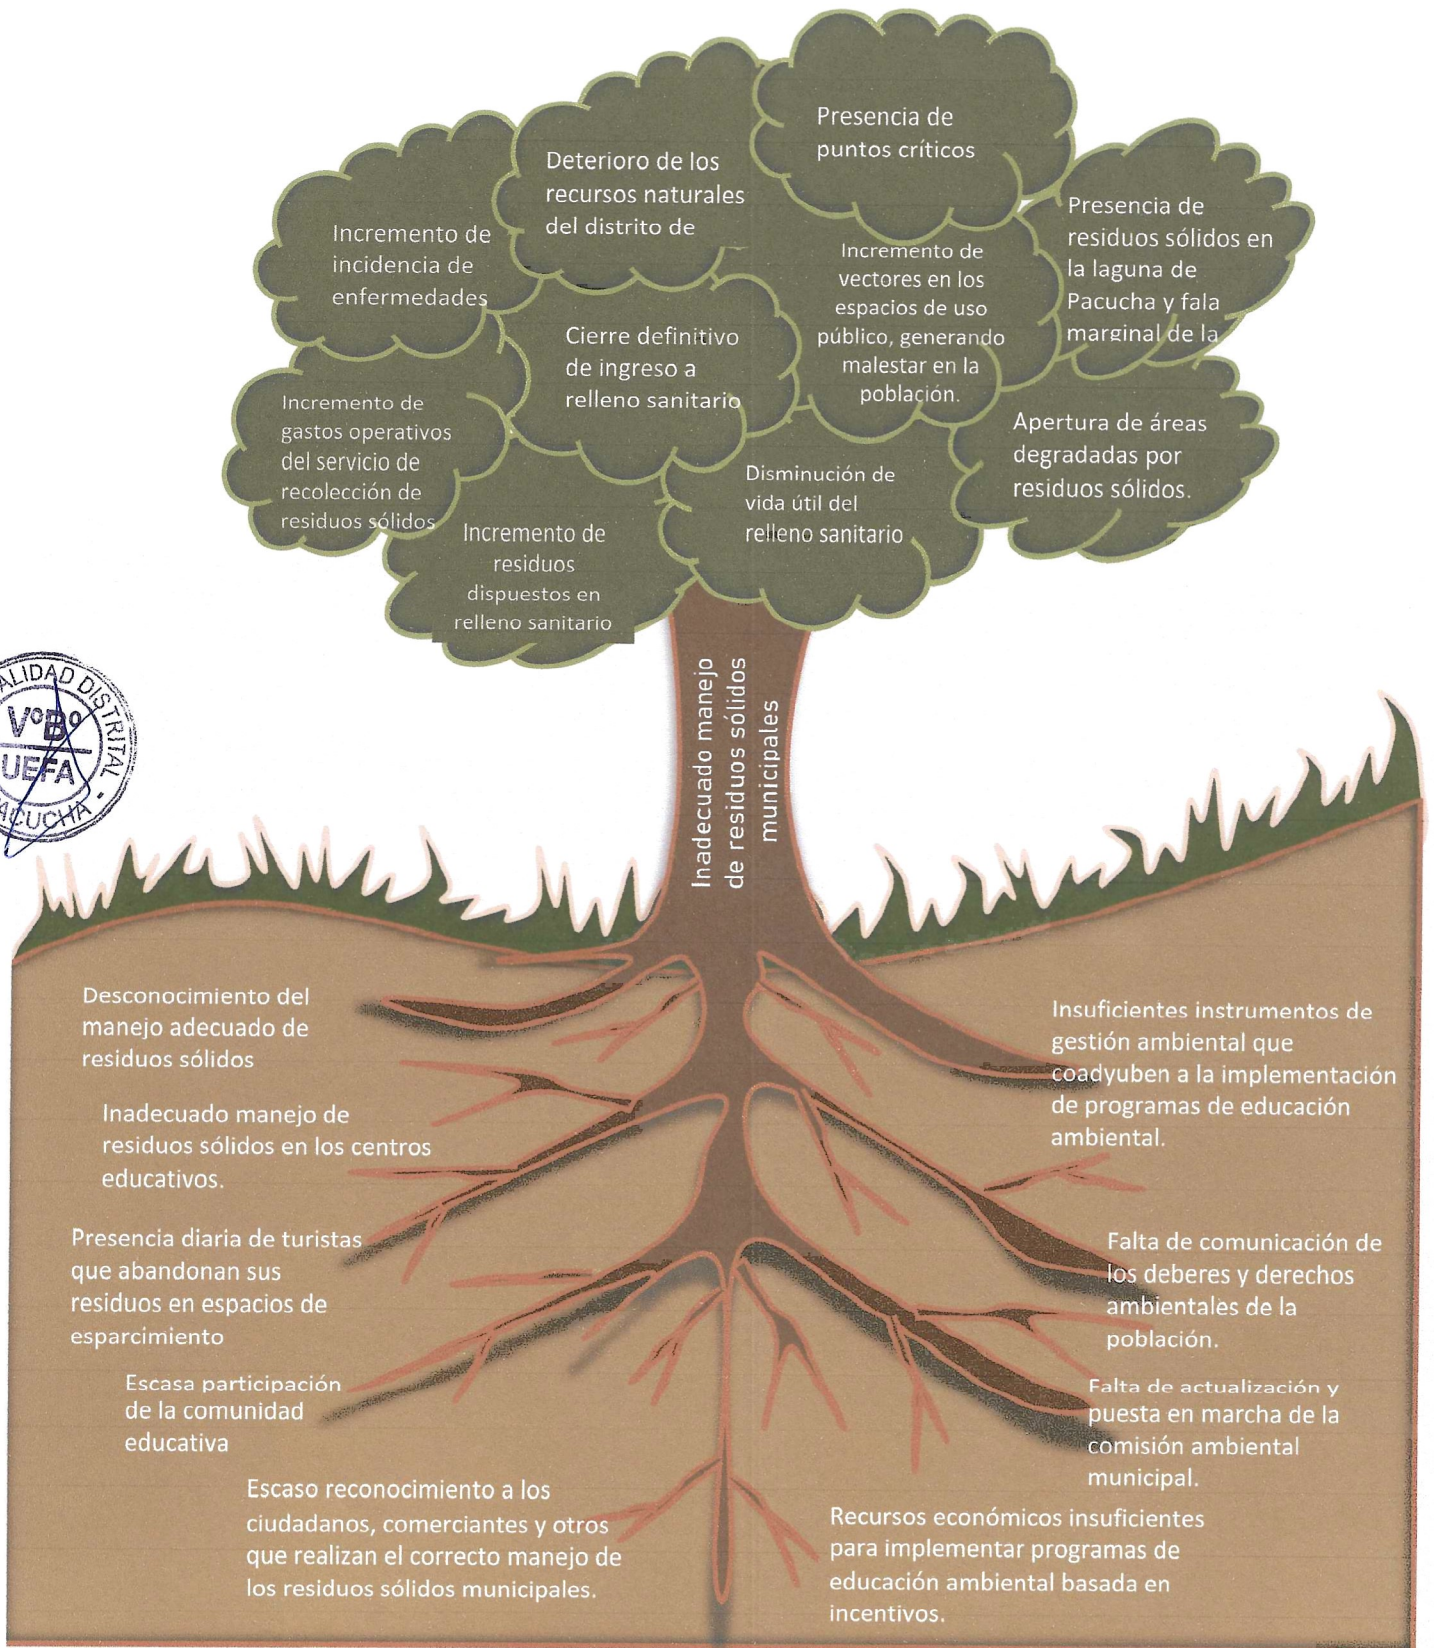 Presencia de
puntos críticos
Deterioro de los
recursos naturales
del distrito de
Presencia de
residuos sólidos en
la laguna de
Pacucha y fala
marginal de la
Incremento de
incidencia de
enfermedades
Incremento de
vectores en los
espacios de uso
público, generando
malestar en la
población.
Cierre definitivo
de ingreso a
relleno sanitario
Incremento de
gastos operativos
del servicio de
recolección de
residuos sólidos
Apertura de áreas
degradadas por
residuos sólidos.
Disminución de
vida útil del
relleno sanitario
Incremento de
residuos
dispuestos en
relleno sanitario
Inadecuado manejo
de residuos sólidos
municipales
ALIDAD DISTRITAL -
VºBº
UEFA
ACUCHA -
Desconocimiento del
manejo adecuado de
residuos sólidos
Insuficientes instrumentos de
gestión ambiental que
coadyuben a la implementación
de programas de educación
ambiental.
Inadecuado manejo de
residuos sólidos en los centros
educativos.
Presencia diaria de turistas
que abandonan sus
residuos en espacios de
esparcimiento
Falta de comunicación de
los deberes y derechos
ambientales de la
población.
Escasa participación
de la comunidad
educativa
Falta de actualización y
puesta en marcha de la
comisión ambiental
municipal.
Escaso reconocimiento a los
ciudadanos, comerciantes y otros
que realizan el correcto manejo de
los residuos sólidos municipales.
Recursos económicos insuficientes
para implementar programas de
educación ambiental basada en
incentivos.